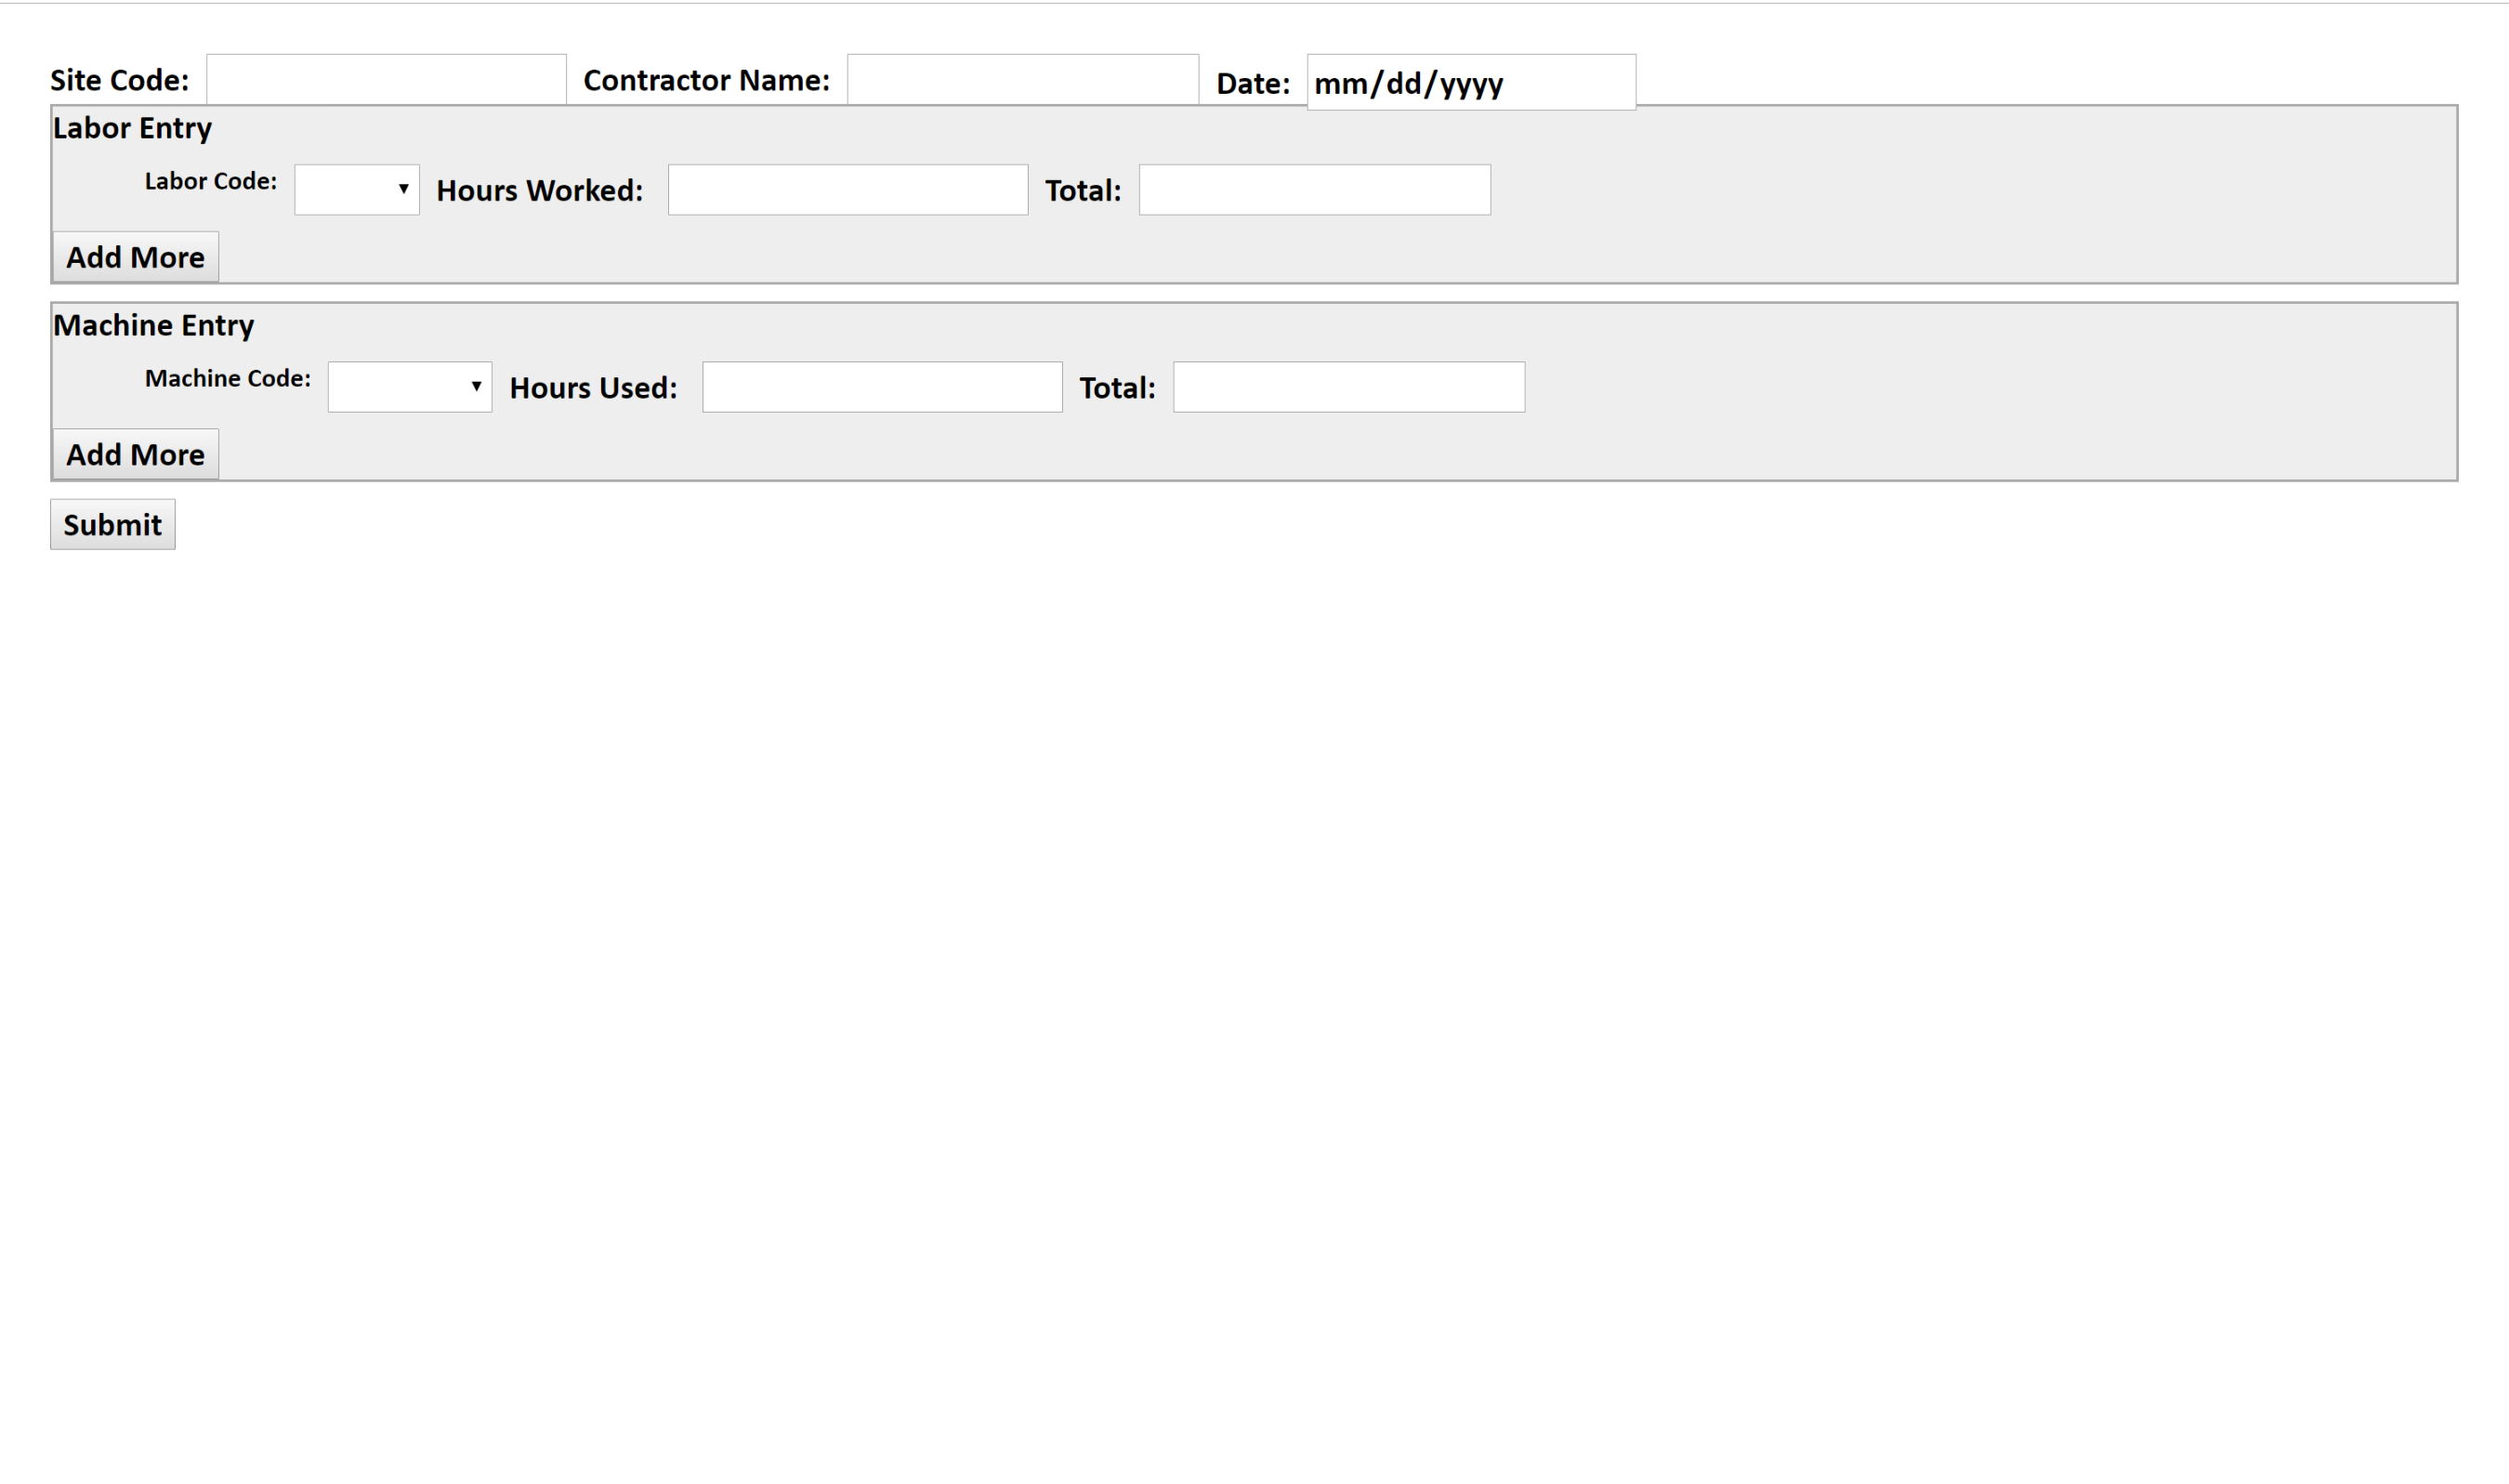 Site Code: Contractor Name: Date: mm/dd/yyyy
Labor Entry
Labor Code: Hours Worked: Total:
Add More
Machine Entry
Machine Code: Hours Used: Total:
Add More
Submit